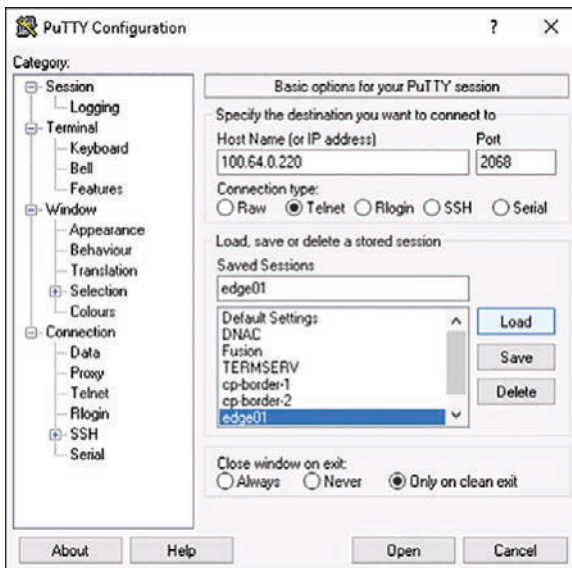 PuTTY Configuration ? ×
Category:
Session
Logging
Terminal
Keyboard
Bell
Features
Window
Appearance
Behaviour
Translation
Selection
Colours
Connection
Data
Proxy
Telnet
Rlogin
SSH
Serial
Basic options for your PuTTY session
Specify the destination you want to connect to
Host Name (or IP address) Port
100.64.0.220 2068
Connection type:
Raw Telnet Rlogin SSH Serial
Load, save or delete a stored session
Saved Sessions
edge01
Default Settings
DNAC
Fusion
TERMSERV
cp-border-1
cp-border-2
edge01
Load
Save
Delete
Close window on exit:
Always Never Only on clean exit
About Help Open Cancel